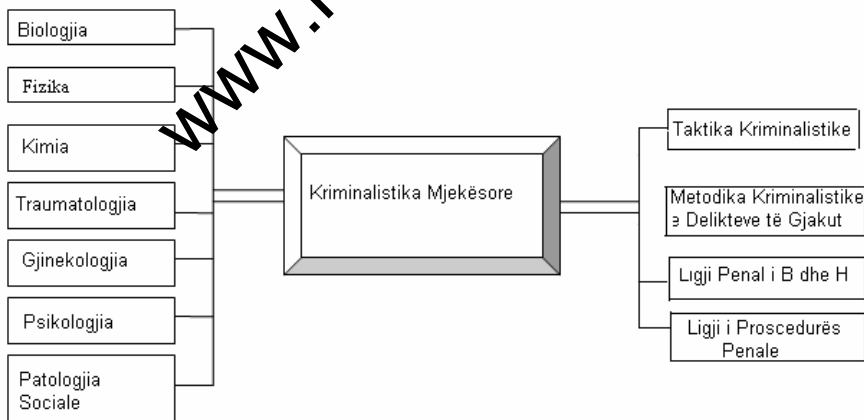 www.
Biologjia
Fizika
Kimia
Traumatologjia
Gjinekologjia
Psikologjia
Patologjia
Sociale
Kriminalistika Mjekësore
Taktika Kriminalistike
Metodika Kriminalistike
e Delikteve të Gjakut
Ligji Penal i B dhe H
Ligji i Proscedurës
Penale